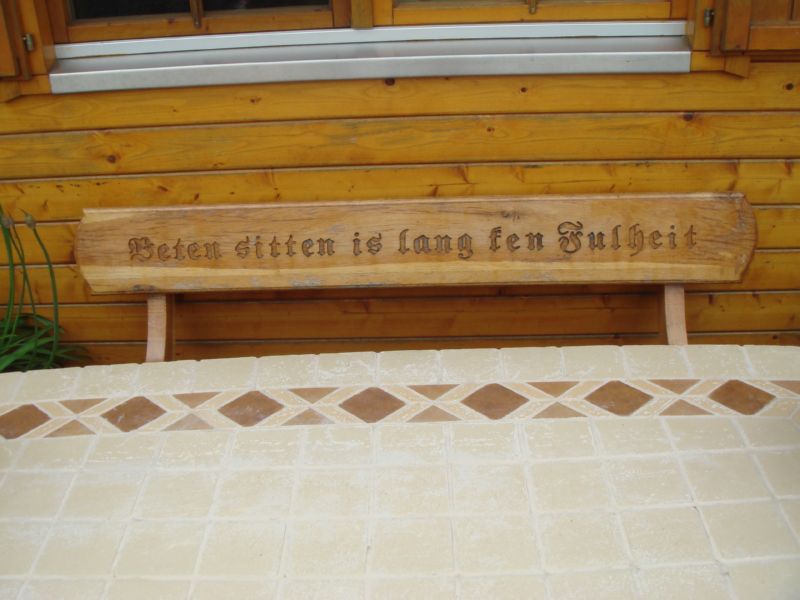 Beten sitten is lang ken Fulheit